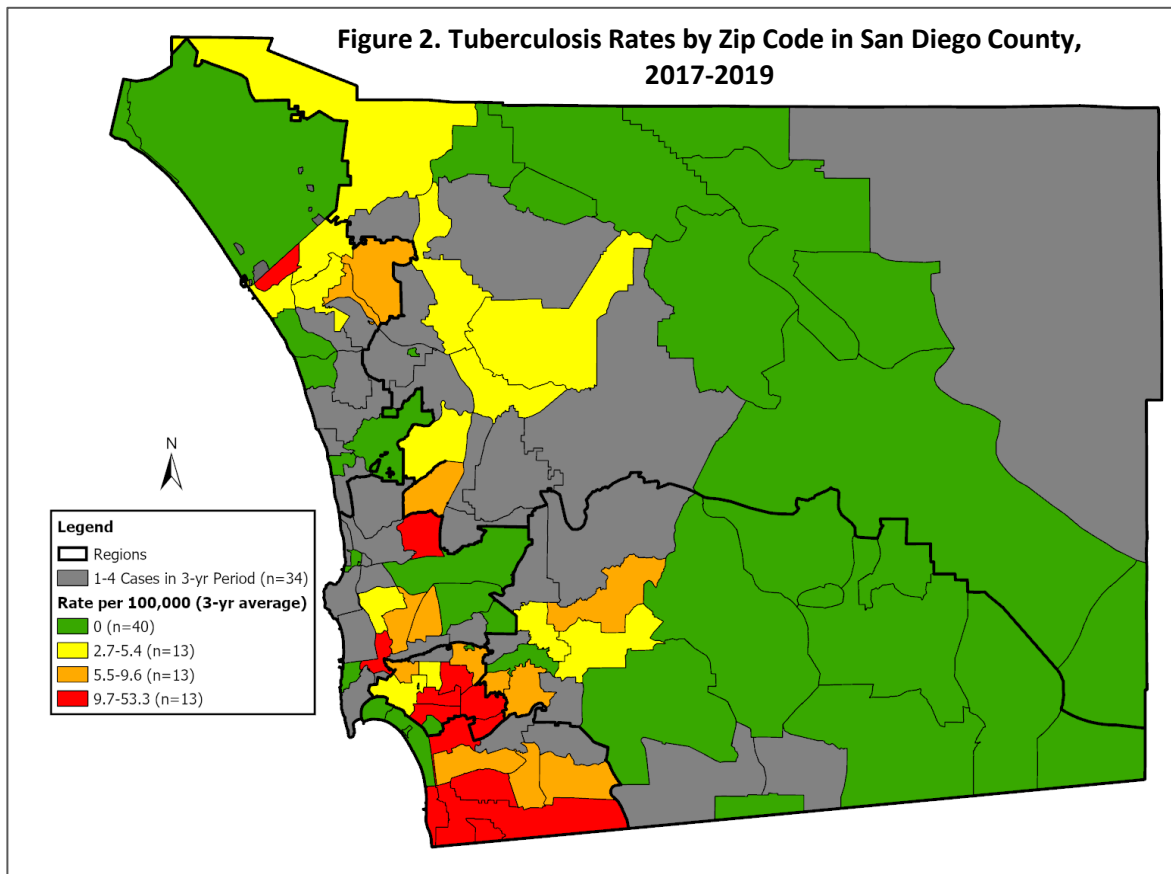 Figure 2. Tuberculosis Rates by Zip Code in San Diego County,
2017-2019
N
Legend
Regions
1-4 Cases in 3-yr Period (n=34)
Rate per 100,000 (3-yr average)
0 (n=40)
2.7-5.4 (n=13)
5.5-9.6 (n=13)
9.7-53.3 (n=13)